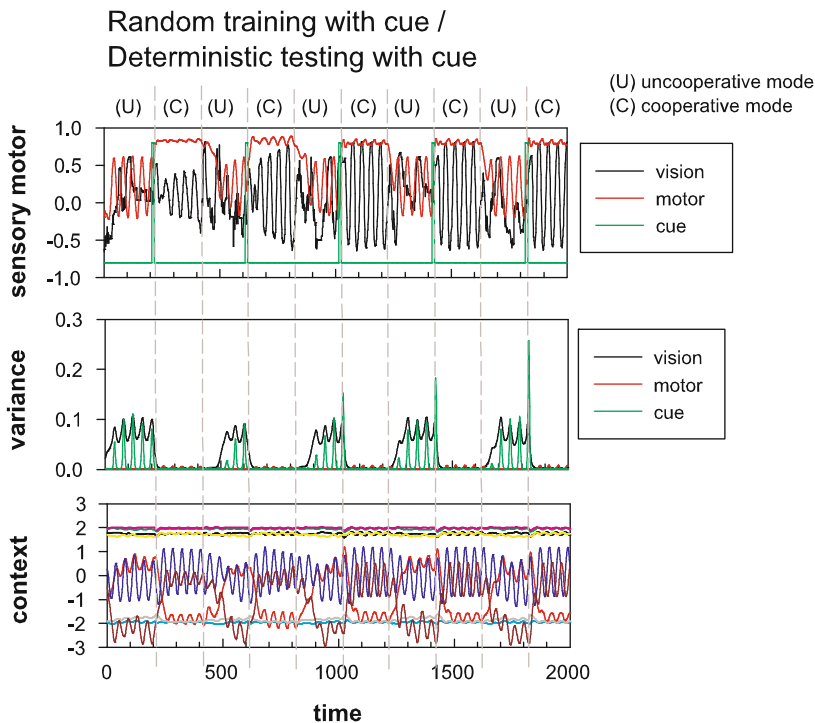 Random training with cue /
Deterministic testing with cue
(U) uncooperative mode
(C) cooperative mode
(U) (C) (U) (C) (U) (C) (U) (C) (U) (C)
sensory motor
1.0
0.5
0.0
-0.5
-1.0
vision
motor
cue
variance
0.3
0.2
0.1
0.0
vision
motor
cue
context
3
2
1
0
-1
-2
-3
0 500 1000 1500 2000
time